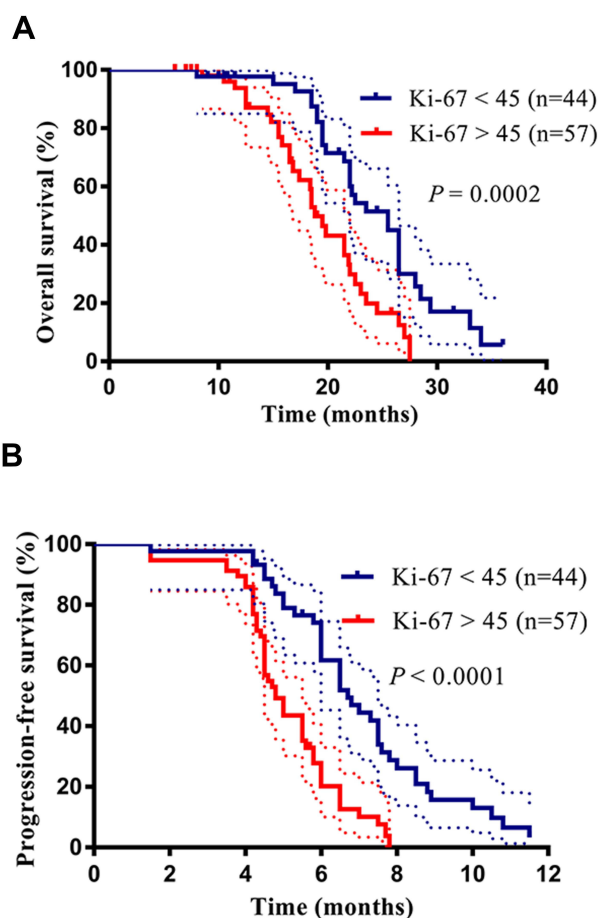 A
Overall survival (%)
100
80
60
40
20
0
Ki-67 < 45 (n=44)
Ki-67 > 45 (n=57)
P = 0.0002
0 10 20 30 40
Time (months)
B
Progression-free survival (%)
100
80
60
40
20
0
Ki-67 < 45 (n=44)
Ki-67 > 45 (n=57)
P < 0.0001
0 2 4 6 8 10 12
Time (months)